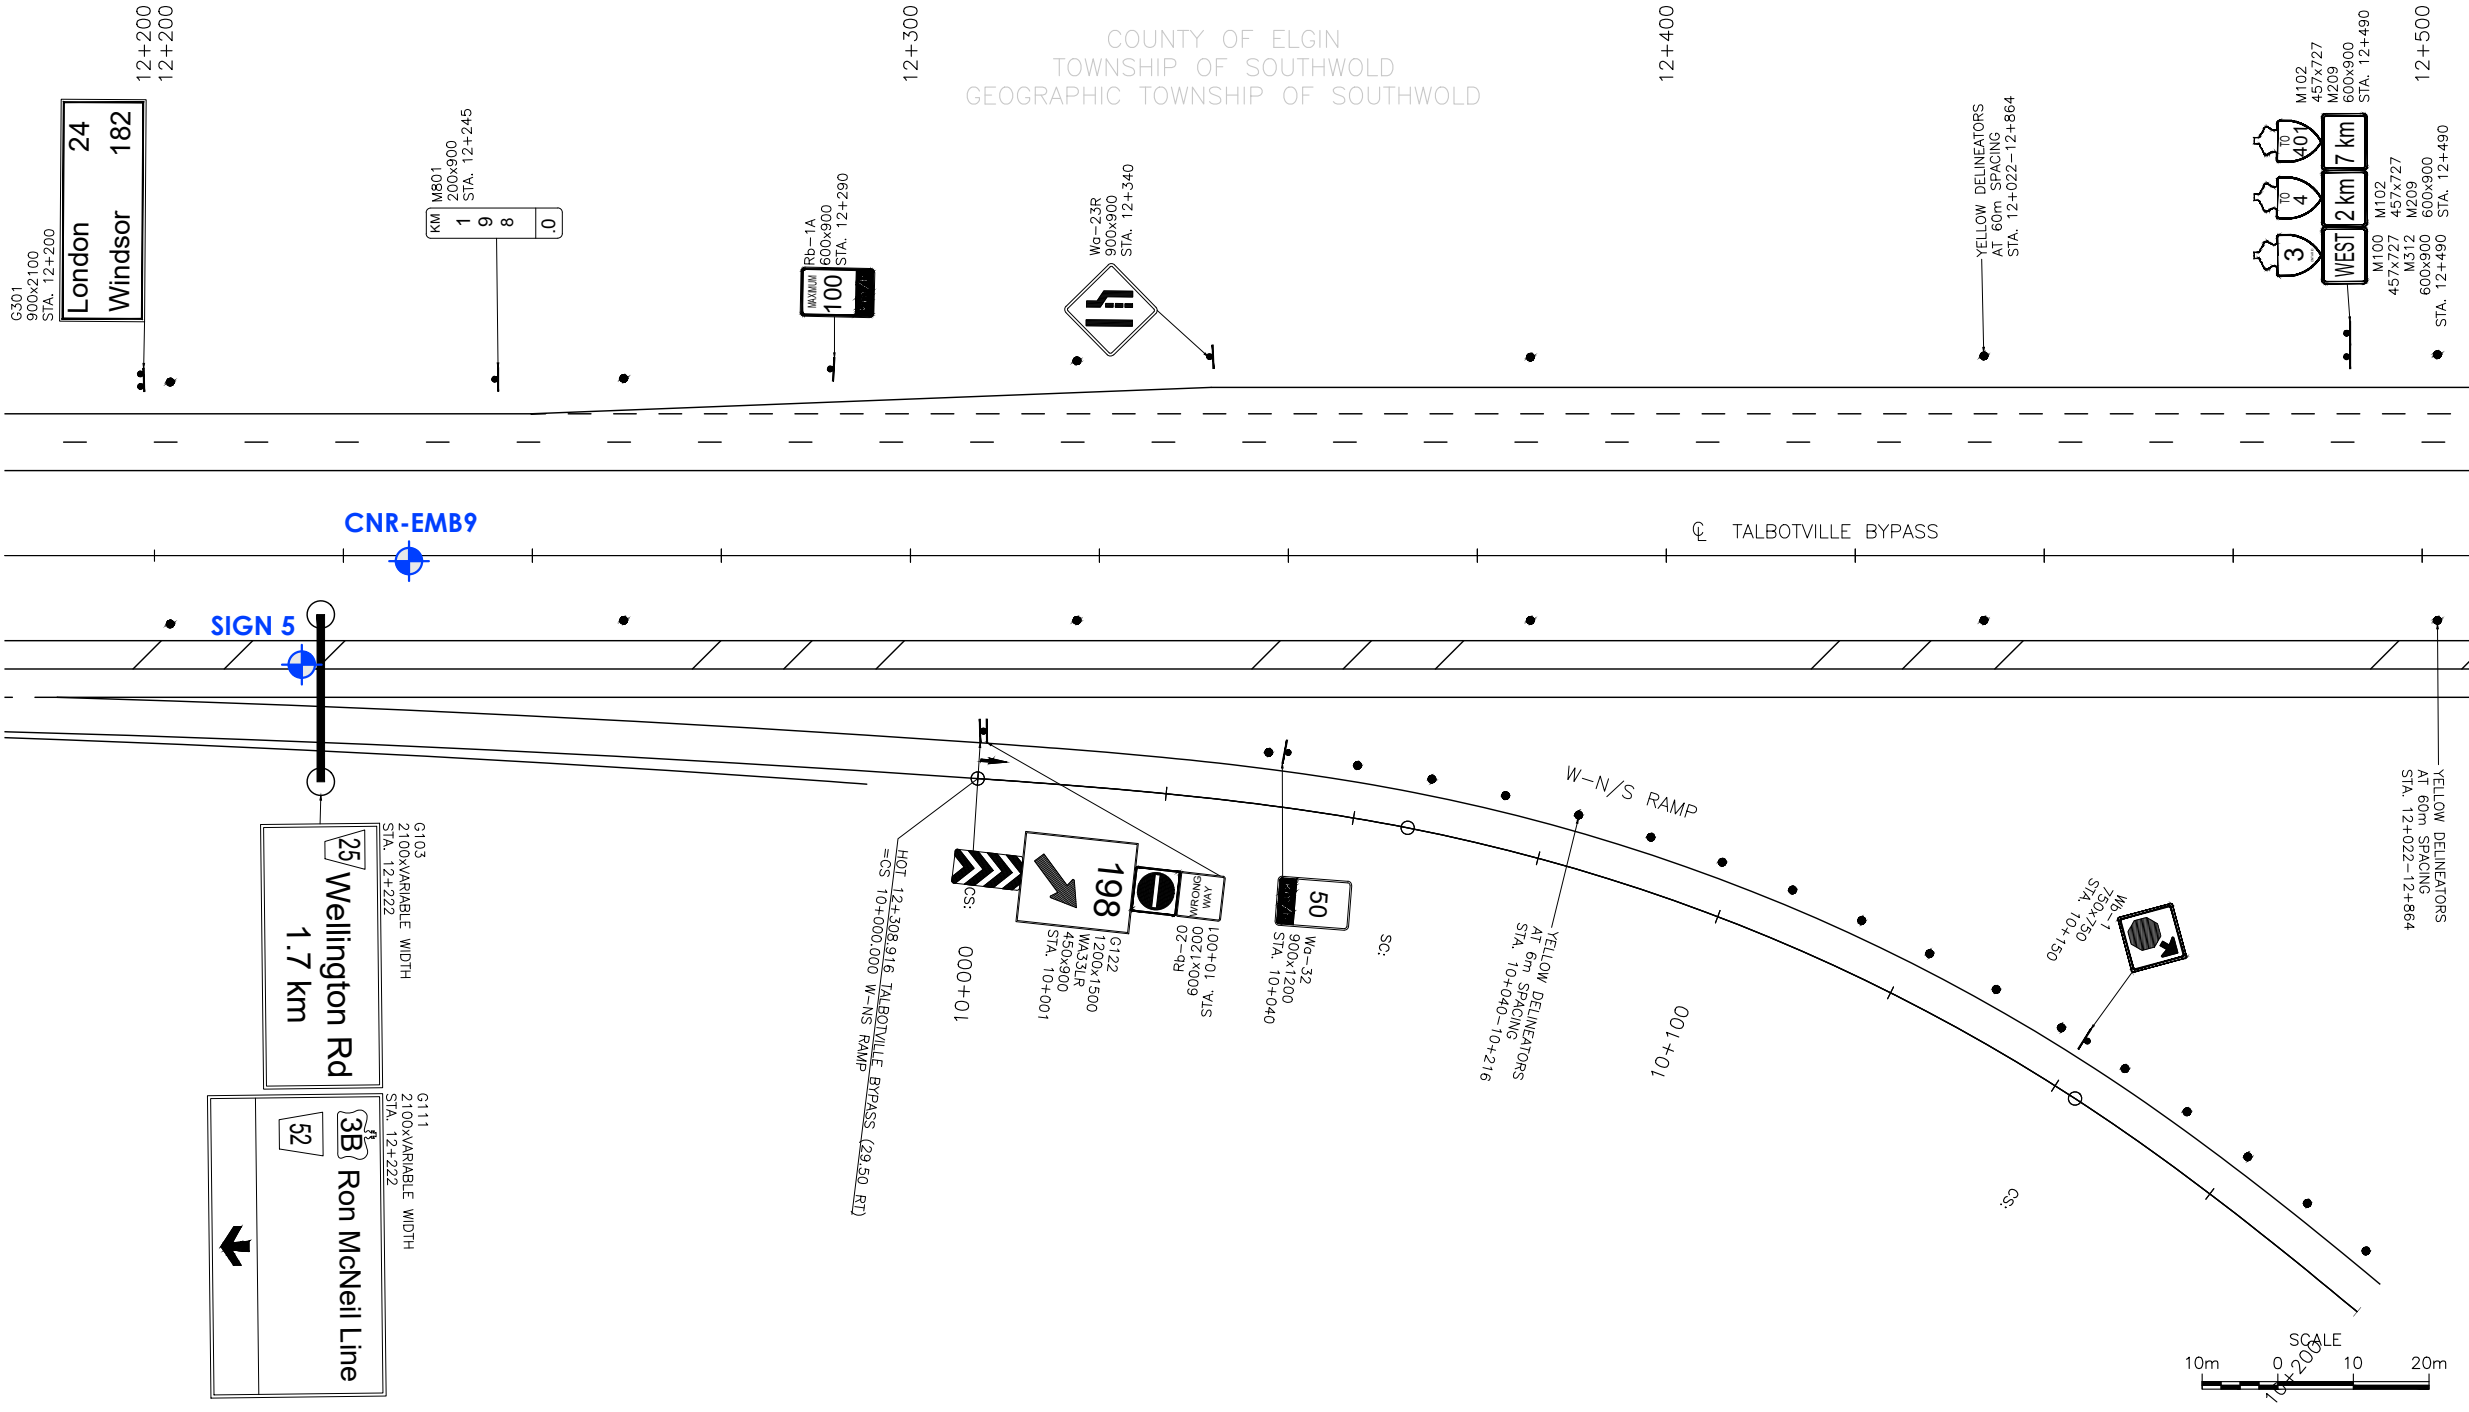 12+200
12+200
12+300
12+400
12+500
COUNTY OF ELGIN
TOWNSHIP OF SOUTHWOLD
GEOGRAPHIC TOWNSHIP OF SOUTHWOLD
G301
900x2100
STA. 12+200
London 24
Windsor 182
M801
200x900
STA. 12+245
KM
1
9
8
.0
Rb-1A
600x900
STA. 12+290
MAXIMUM
100
Wa-23R
900x900
STA. 12+340
YELLOW DELINEATORS
AT 60m SPACING
STA. 12+022-12+864
M102
457x727
M209
600x900
STA. 12+490
TO
401
7 km
TO
4
2 km
3
WEST
M102
457x727
M209
600x900
STA. 12+490
M100
457x727
M312
600x900
STA. 12+490
CNR-EMB9
℄ TALBOTVILLE BYPASS
SIGN 5
G103
2100xVARIABLE WIDTH
STA. 12+222
25 Wellington Rd
1.7 km
G111
2100xVARIABLE WIDTH
STA. 12+222
3B Ron McNeil Line
52
HOT 12+308.916 TALBOTVILLE BYPASS (29.50 RT)
=CS 10+000.000 W-NS RAMP
CS:
10+000
198
G122
1200x1500
WA33LR
450x900
STA. 10+001
WRONG
WAY
Rb-20
600x1200
STA. 10+001
50
Wa-32
900x1200
STA. 10+040
SC:
W-N/S RAMP
YELLOW DELINEATORS
AT 6m SPACING
STA. 10+040-10+216
10+100
Wb-1
750x750
STA. 10+150
CS:
YELLOW DELINEATORS
AT 60m SPACING
STA. 12+022-12+864
10+200
SCALE
10m 0 10 20m